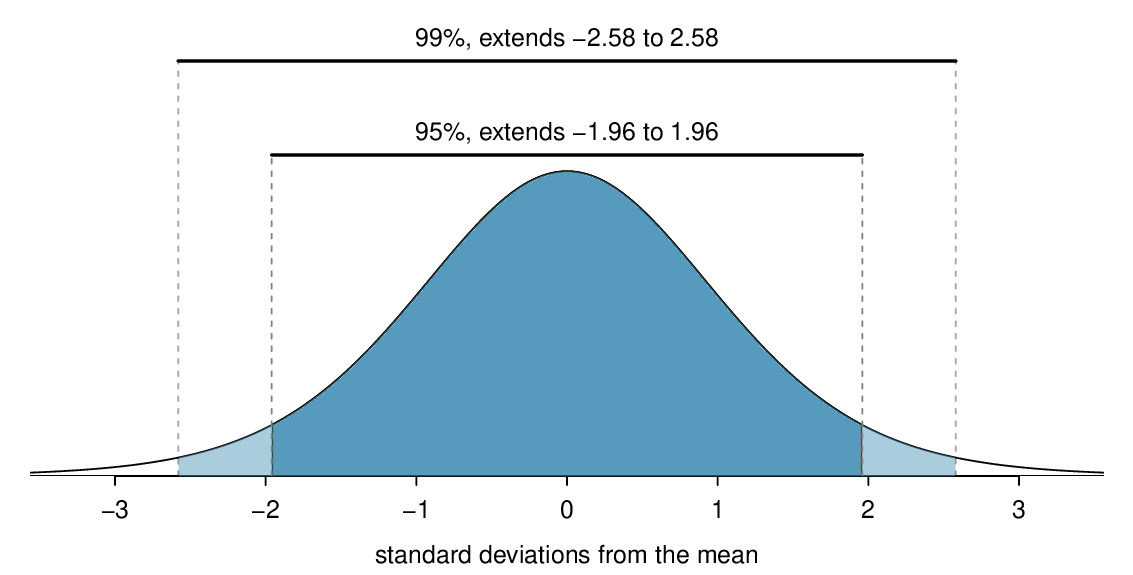 99%, extends −2.58 to 2.58
95%, extends −1.96 to 1.96
−3 −2 −1 0 1 2 3
standard deviations from the mean